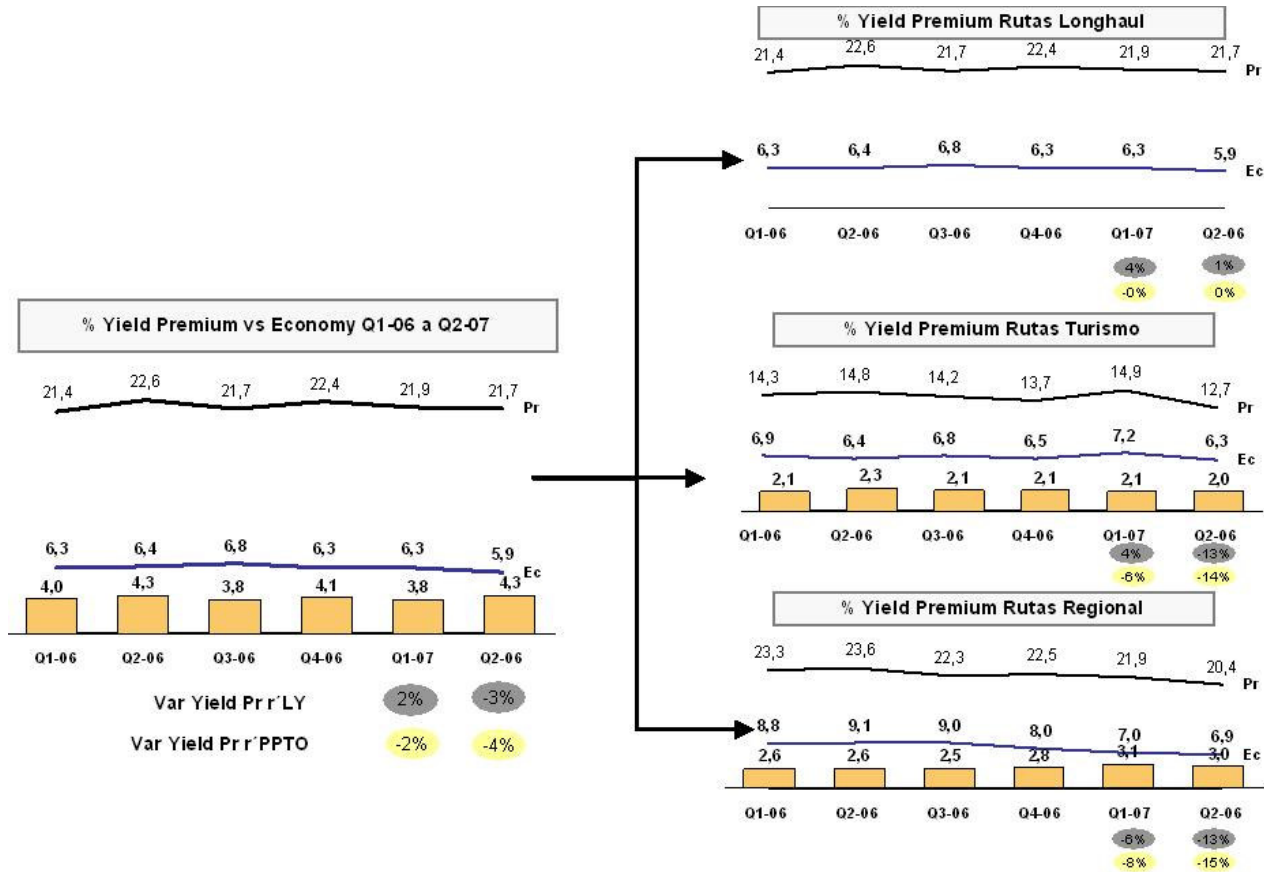 % Yield Premium vs Economy Q1-06 a Q2-07
21,4 22,6 21,7 22,4 21,9 21,7
Pr
6,3 6,4 6,8 6,3 6,3 5,9
Ec
4,0 4,3 3,8 4,1 3,8 4,3
Q1-06 Q2-06 Q3-06 Q4-06 Q1-07 Q2-06
Var Yield Pr r´LY 2% -3%
Var Yield Pr r´PPTO -2% -4%
% Yield Premium Rutas Longhaul
21,4 22,6 21,7 22,4 21,9 21,7
Pr
6,3 6,4 6,8 6,3 6,3 5,9
Ec
Q1-06 Q2-06 Q3-06 Q4-06 Q1-07 Q2-06
4% 1%
-0% 0%
% Yield Premium Rutas Turismo
14,3 14,8 14,2 13,7 14,9 12,7
Pr
6,9 6,4 6,8 6,5 7,2 6,3
Ec
2,1 2,3 2,1 2,1 2,1 2,0
Q1-06 Q2-06 Q3-06 Q4-06 Q1-07 Q2-06
4% -13%
-6% -14%
% Yield Premium Rutas Regional
23,3 23,6 22,3 22,5 21,9 20,4
Pr
8,8 9,1 9,0 8,0 7,0 6,9
Ec
2,6 2,6 2,5 2,8 3,1 3,0
Q1-06 Q2-06 Q3-06 Q4-06 Q1-07 Q2-06
-6% -13%
-8% -15%